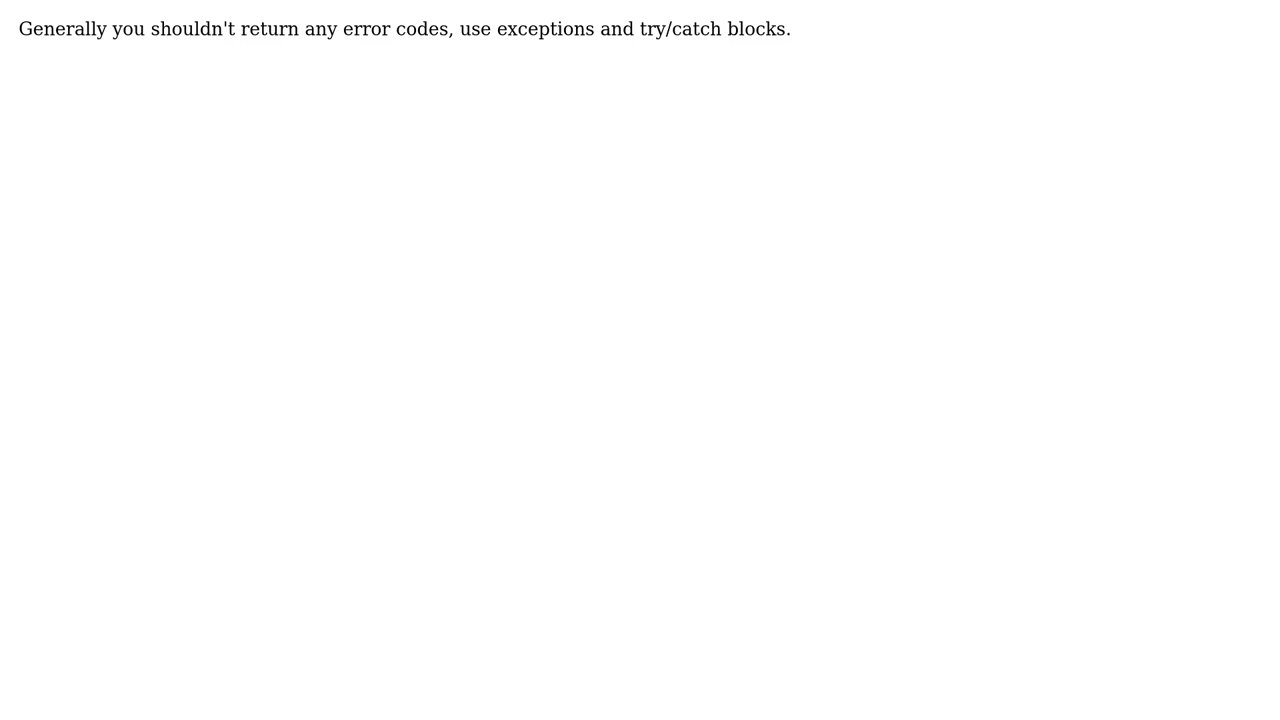 Generally you shouldn't return any error codes, use exceptions and try/catch blocks.